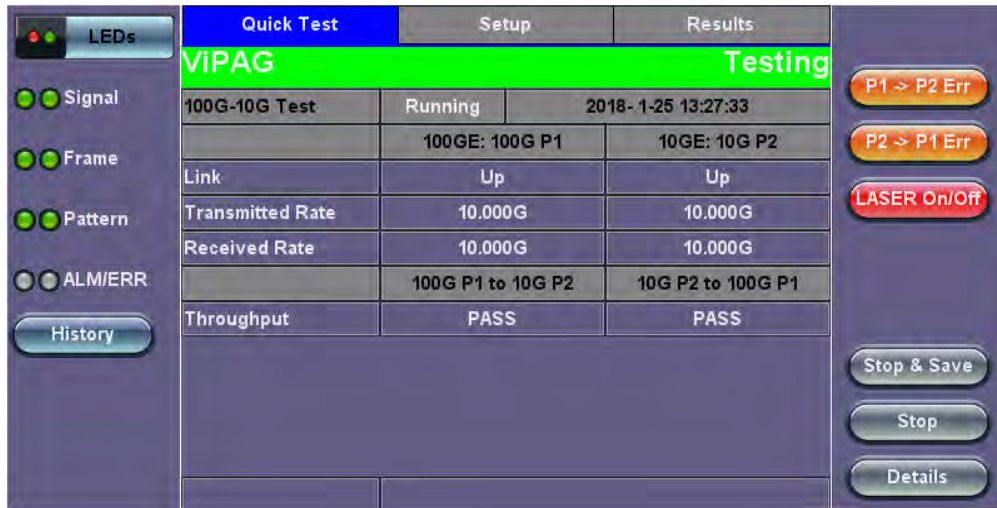 LEDs
Quick Test Setup Results
ViPAG Testing
Signal
100G-10G Test Running 2018- 1-25 13:27:33
P1 -> P2 Err
100GE: 100G P1 10GE: 10G P2
P2 -> P1 Err
Frame
Link Up Up
LASER On/Off
Pattern
Transmitted Rate 10.000G 10.000G
Received Rate 10.000G 10.000G
ALM/ERR
100G P1 to 10G P2 10G P2 to 100G P1
Throughput PASS PASS
History
Stop & Save
Stop
Details